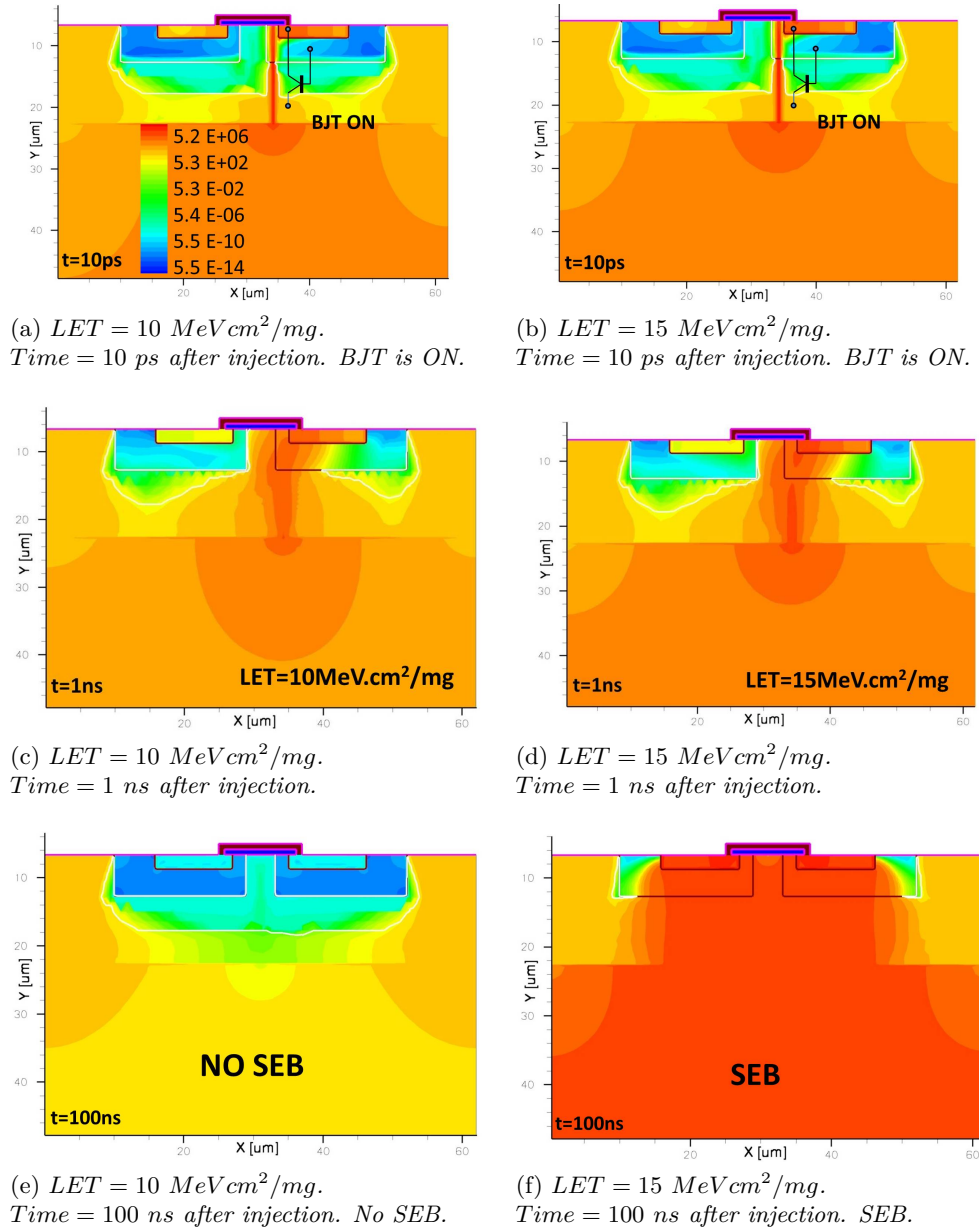 10
20
30
40
Y [um]
BJT ON
5.2 E+06
5.3 E+02
5.3 E-02
5.4 E-06
5.5 E-10
5.5 E-14
t=10ps
20
40
60
X [um]
10
20
30
40
Y [um]
BJT ON
t=10ps
20
40
60
X [um]
(a) LET = 10 MeVcm²/mg.
Time = 10 ps after injection. BJT is ON.
(b) LET = 15 MeVcm²/mg.
Time = 10 ps after injection. BJT is ON.
10
20
30
40
Y [um]
t=1ns
LET=10MeV.cm²/mg
20
40
60
X [um]
10
20
30
40
Y [um]
t=1ns
LET=15MeV.cm²/mg
20
40
60
X [um]
(c) LET = 10 MeVcm²/mg.
Time = 1 ns after injection.
(d) LET = 15 MeVcm²/mg.
Time = 1 ns after injection.
10
20
30
40
Y [um]
NO SEB
t=100ns
20
40
60
X [um]
10
20
30
40
Y [um]
SEB
t=100ns
20
40
60
X [um]
(e) LET = 10 MeVcm²/mg.
Time = 100 ns after injection. No SEB.
(f) LET = 15 MeVcm²/mg.
Time = 100 ns after injection. SEB.